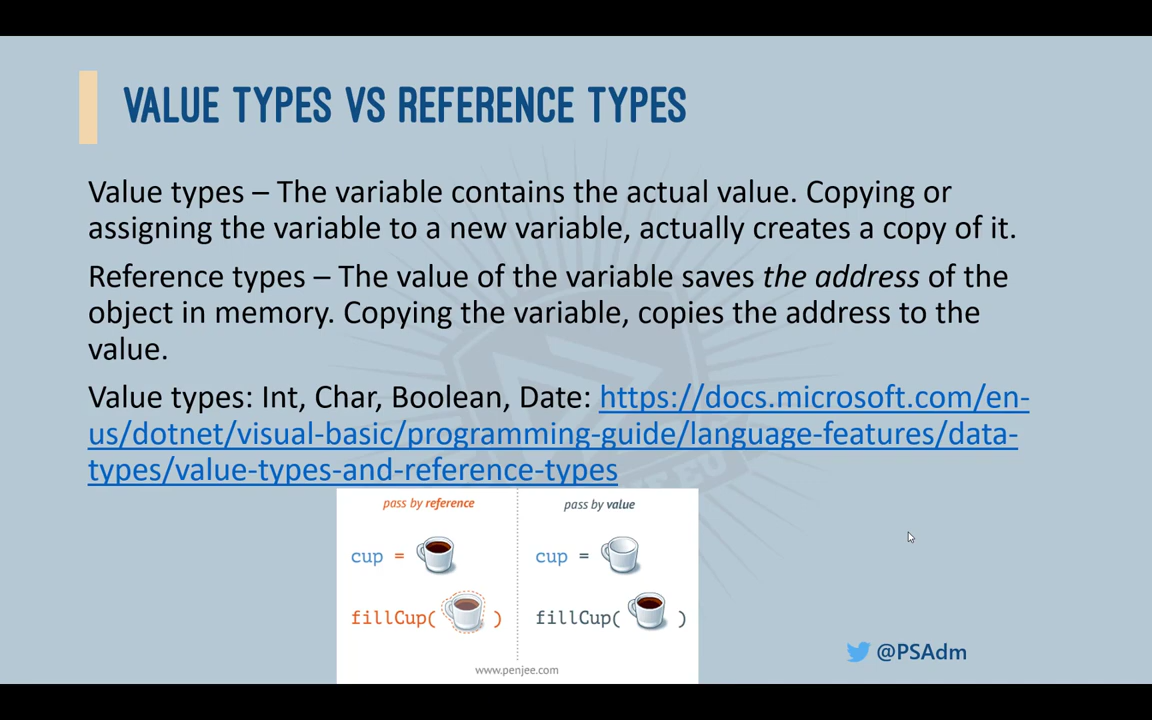 VALUE TYPES VS REFERENCE TYPES
Value types – The variable contains the actual value. Copying or
assigning the variable to a new variable, actually creates a copy of it.
Reference types – The value of the variable saves the address of the
object in memory. Copying the variable, copies the address to the
value.
Value types: Int, Char, Boolean, Date: https://docs.microsoft.com/en-
us/dotnet/visual-basic/programming-guide/language-features/data-
types/value-types-and-reference-types
pass by reference
cup =
fillCup( )
pass by value
cup =
fillCup( )
www.penjee.com
@PSAdm